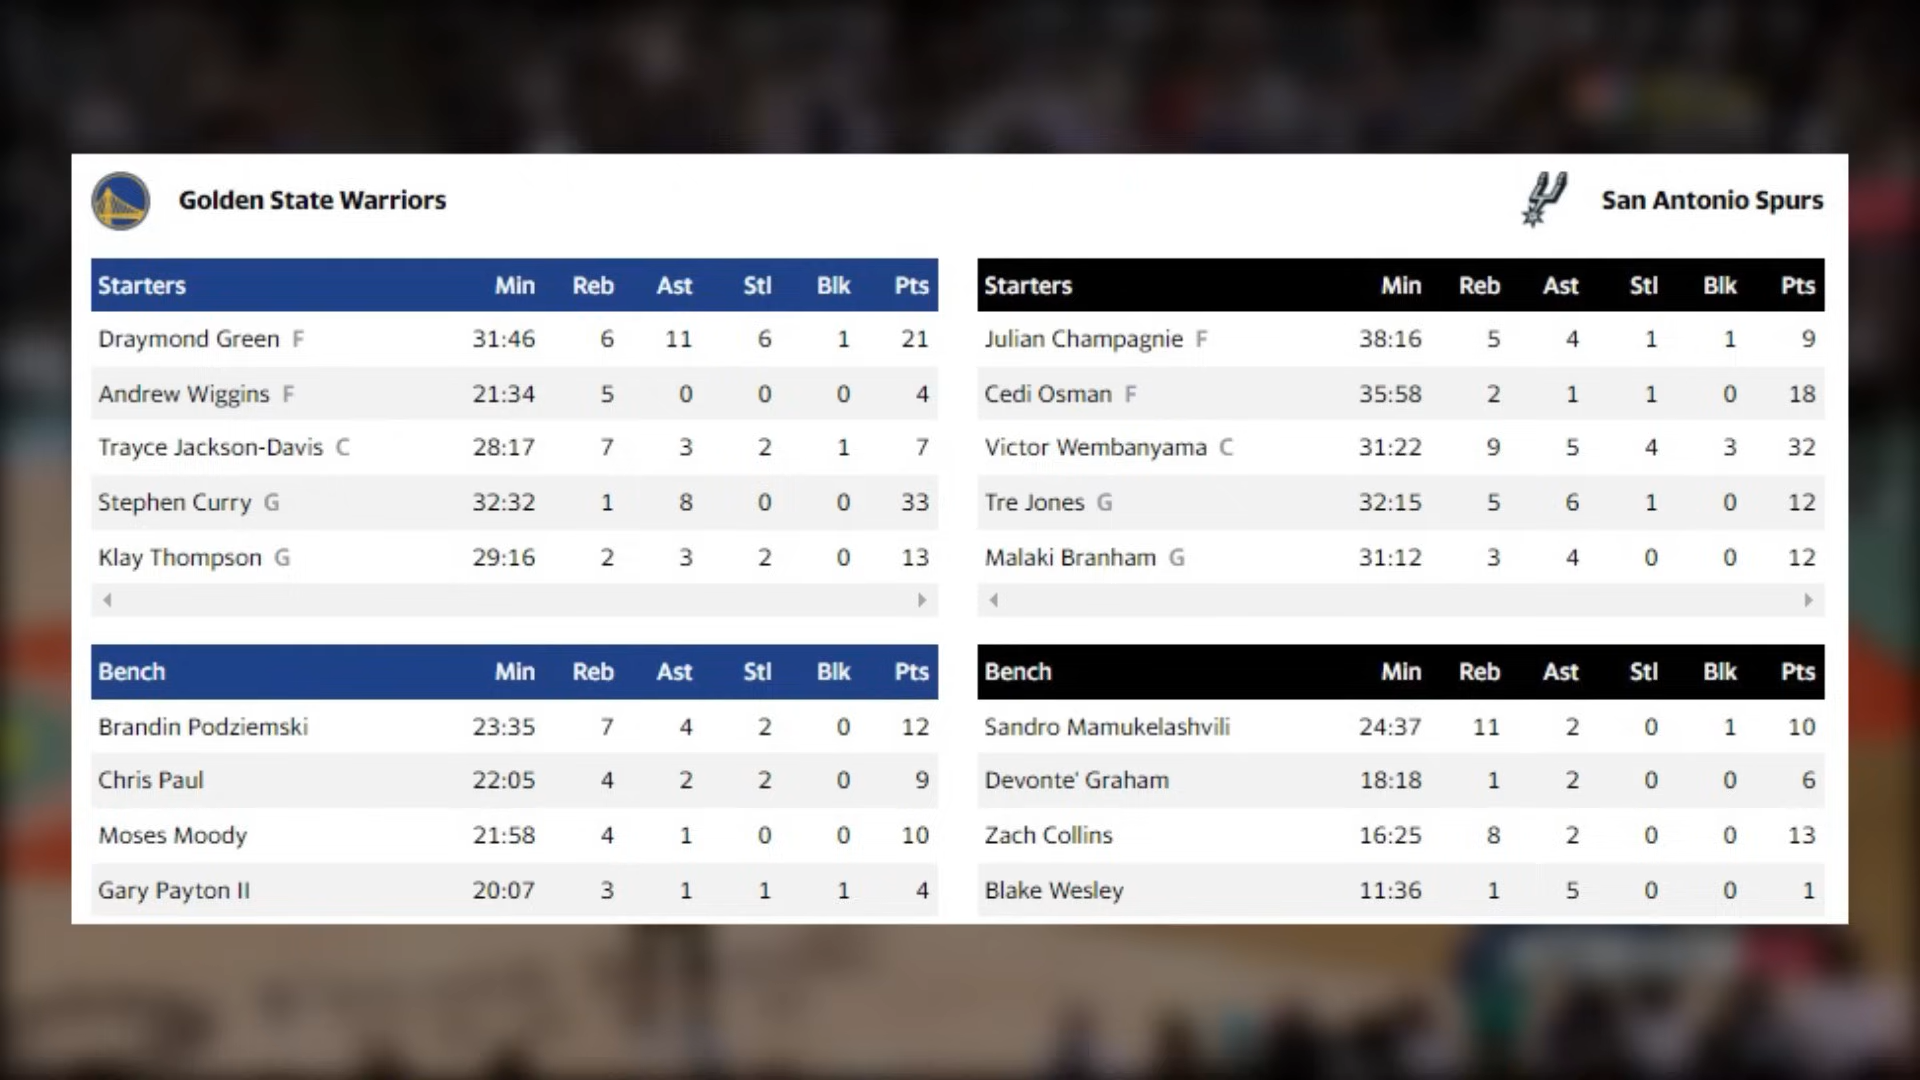 Golden State Warriors
San Antonio Spurs
Starters Min Reb Ast Stl Blk Pts
Draymond Green F 31:46 6 11 6 1 21
Andrew Wiggins F 21:34 5 0 0 0 4
Trayce Jackson-Davis C 28:17 7 3 2 1 7
Stephen Curry G 32:32 1 8 0 0 33
Klay Thompson G 29:16 2 3 2 0 13
Bench Min Reb Ast Stl Blk Pts
Brandin Podziemski 23:35 7 4 2 0 12
Chris Paul 22:05 4 2 2 0 9
Moses Moody 21:58 4 1 0 0 10
Gary Payton II 20:07 3 1 1 1 4
Starters Min Reb Ast Stl Blk Pts
Julian Champagnie F 38:16 5 4 1 1 9
Cedi Osman F 35:58 2 1 1 0 18
Victor Wembanyama C 31:22 9 5 4 3 32
Tre Jones G 32:15 5 6 1 0 12
Malaki Branham G 31:12 3 4 0 0 12
Bench Min Reb Ast Stl Blk Pts
Sandro Mamukelashvili 24:37 11 2 0 1 10
Devonte' Graham 18:18 1 2 0 0 6
Zach Collins 16:25 8 2 0 0 13
Blake Wesley 11:36 1 5 0 0 1